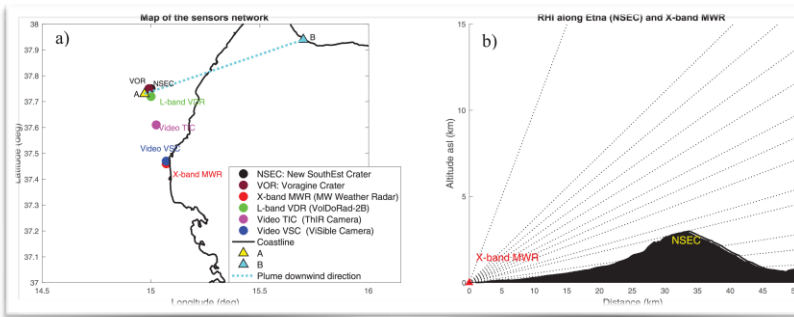 Map of the sensors network
a)
38
37.9
37.8
37.7
37.6
37.5
37.4
37.3
37.2
37.1
37
Latitude (deg)
14.5
15
15.5
16
Longitude (deg)
B
VOR
NSEC
A
L-band VDR
Video TIC
Video VSC
X-band MWR
NSEC: New SouthEst Crater
VOR: Voragine Crater
X-band MWR (MW Weather Radar)
L-band VDR (VolDoRad-2B)
Video TIC (ThIR Camera)
Video VSC (ViSible Camera)
Coastline
A
B
Plume downwind direction
RHI along Etna (NSEC) and X-band MWR
b)
15
10
5
0
Altitude asl (km)
X-band MWR
NSEC
0
5
10
15
20
25
30
35
40
45
50
Distance (km)